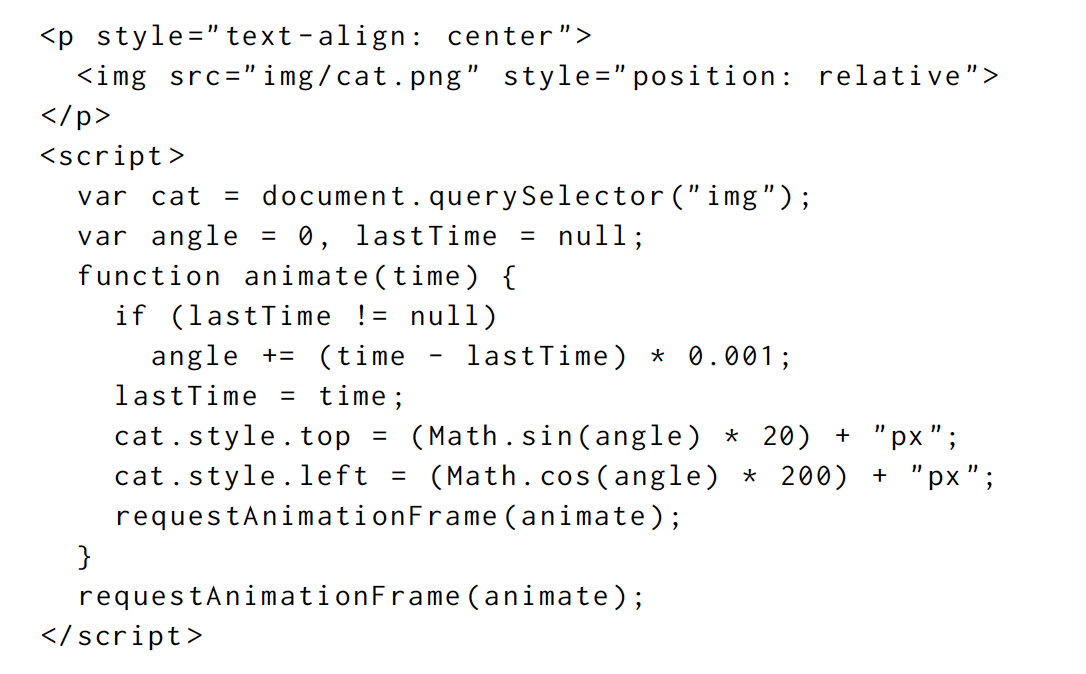 <p style="text-align: center">
  <img src="img/cat.png" style="position: relative">
</p>
<script>
  var cat = document.querySelector("img");
  var angle = 0, lastTime = null;
  function animate(time) {
    if (lastTime != null)
      angle += (time - lastTime) * 0.001;
    lastTime = time;
    cat.style.top = (Math.sin(angle) * 20) + "px";
    cat.style.left = (Math.cos(angle) * 200) + "px";
    requestAnimationFrame(animate);
  }
  requestAnimationFrame(animate);
</script>